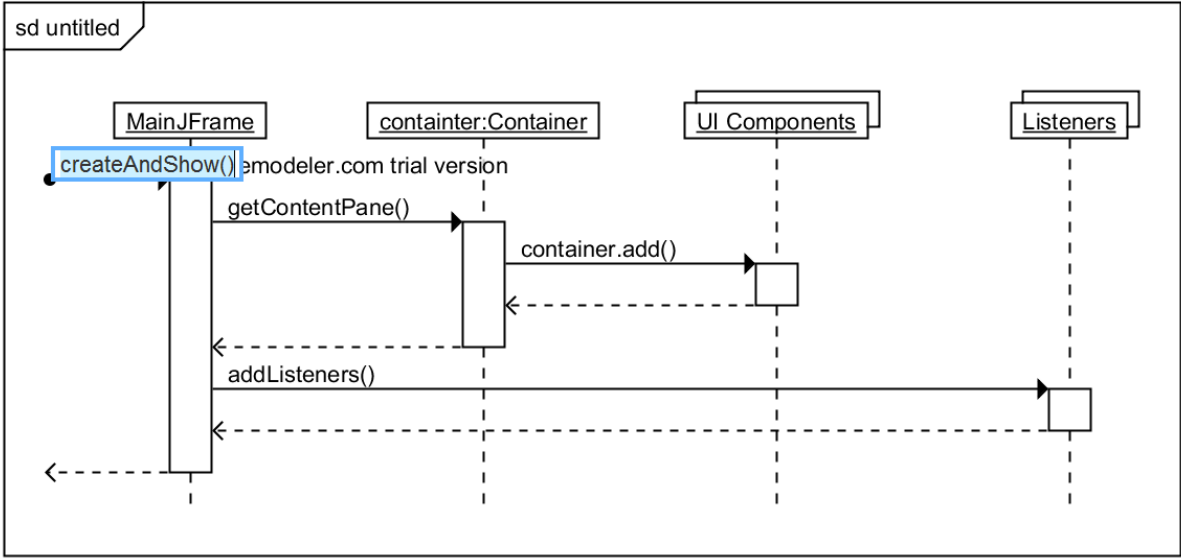 sd untitled
MainJFrame
containter:Container
UI Components
Listeners
createAndShow()
emodeler.com trial version
getContentPane()
container.add()
addListeners()